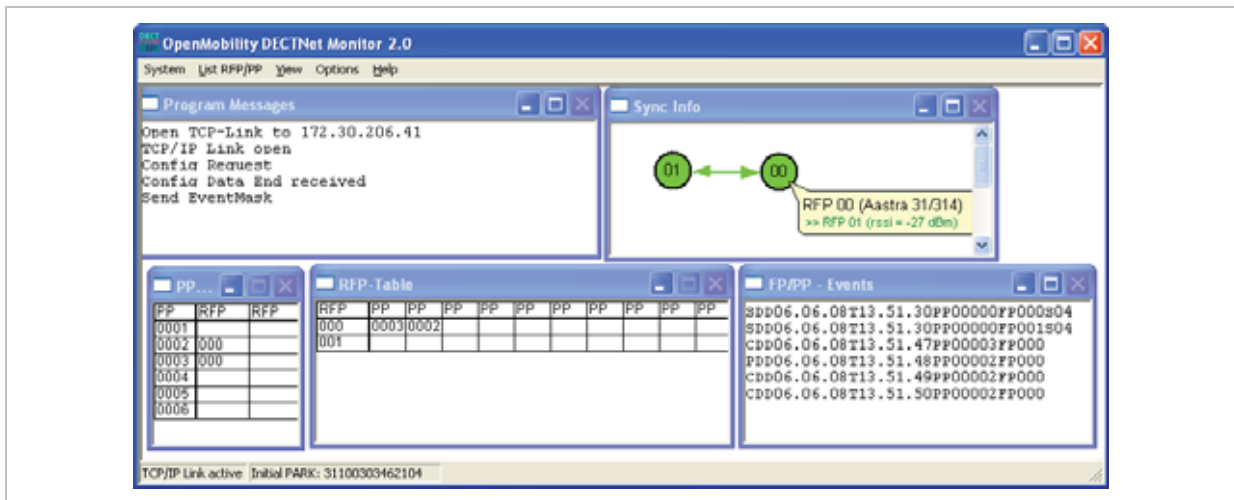 OpenMobility DECTNet Monitor 2.0
System List RFP/PP View Options Help
Program Messages
Open TCP-Link to 172.30.206.41
TCP/IP Link open
Config Request
Config Data End received
Send EventMask
Sync Info
01 00
RFP 00 (Aastra 31/314)
>> RFP 01 (rssi = -27 dBm)
PP...
PP RFP RFP
0001
0002 000
0003 000
0004
0005
0006
RFP-Table
RFP PP PP PP PP PP PP PP PP PP PP
000 0003 0002
001
FP/PP - Events
SDD06.06.08T13.51.30PP00000FP000S04
SDD06.06.08T13.51.30PP00000FP001S04
CDD06.06.08T13.51.47PP00003FP000
PDD06.06.08T13.51.48PP00002FP000
CDD06.06.08T13.51.49PP00002FP000
CDD06.06.08T13.51.50PP00002FP000
TCP/IP Link active Initial PARK: 31100303462104